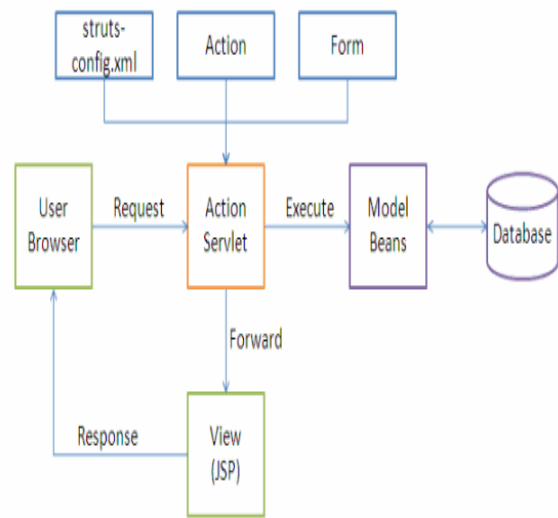 struts-
config.xml
Action
Form
User
Browser
Request
Action
Servlet
Execute
Model
Beans
Database
Forward
Response
View
(JSP)